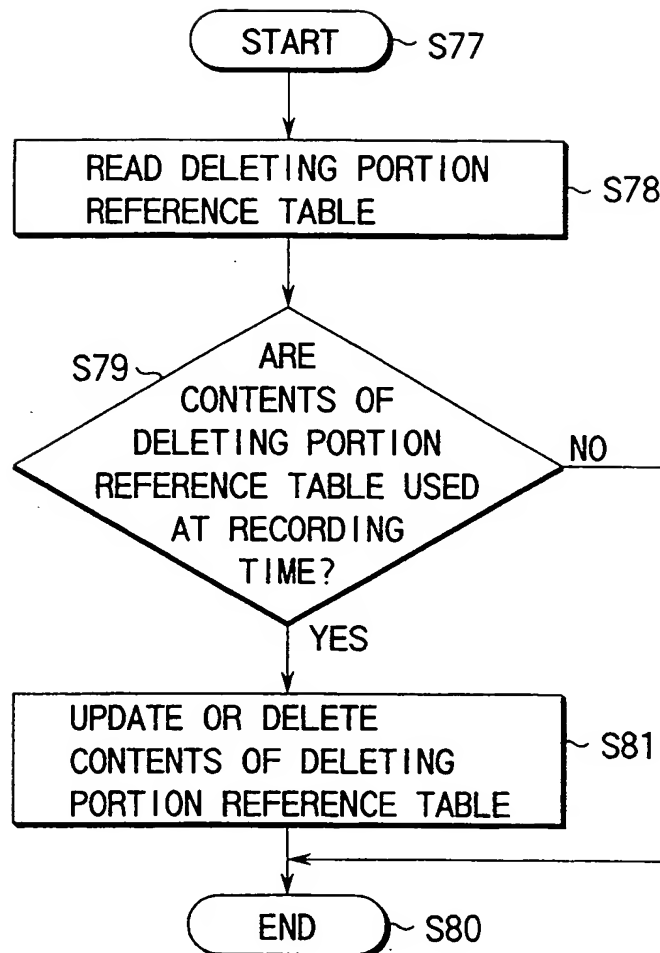 START
S77
READ DELETING PORTION
REFERENCE TABLE
S78
S79
ARE
CONTENTS OF
DELETING PORTION
REFERENCE TABLE USED
AT RECORDING
TIME?
NO
YES
UPDATE OR DELETE
CONTENTS OF DELETING
PORTION REFERENCE TABLE
S81
END
S80